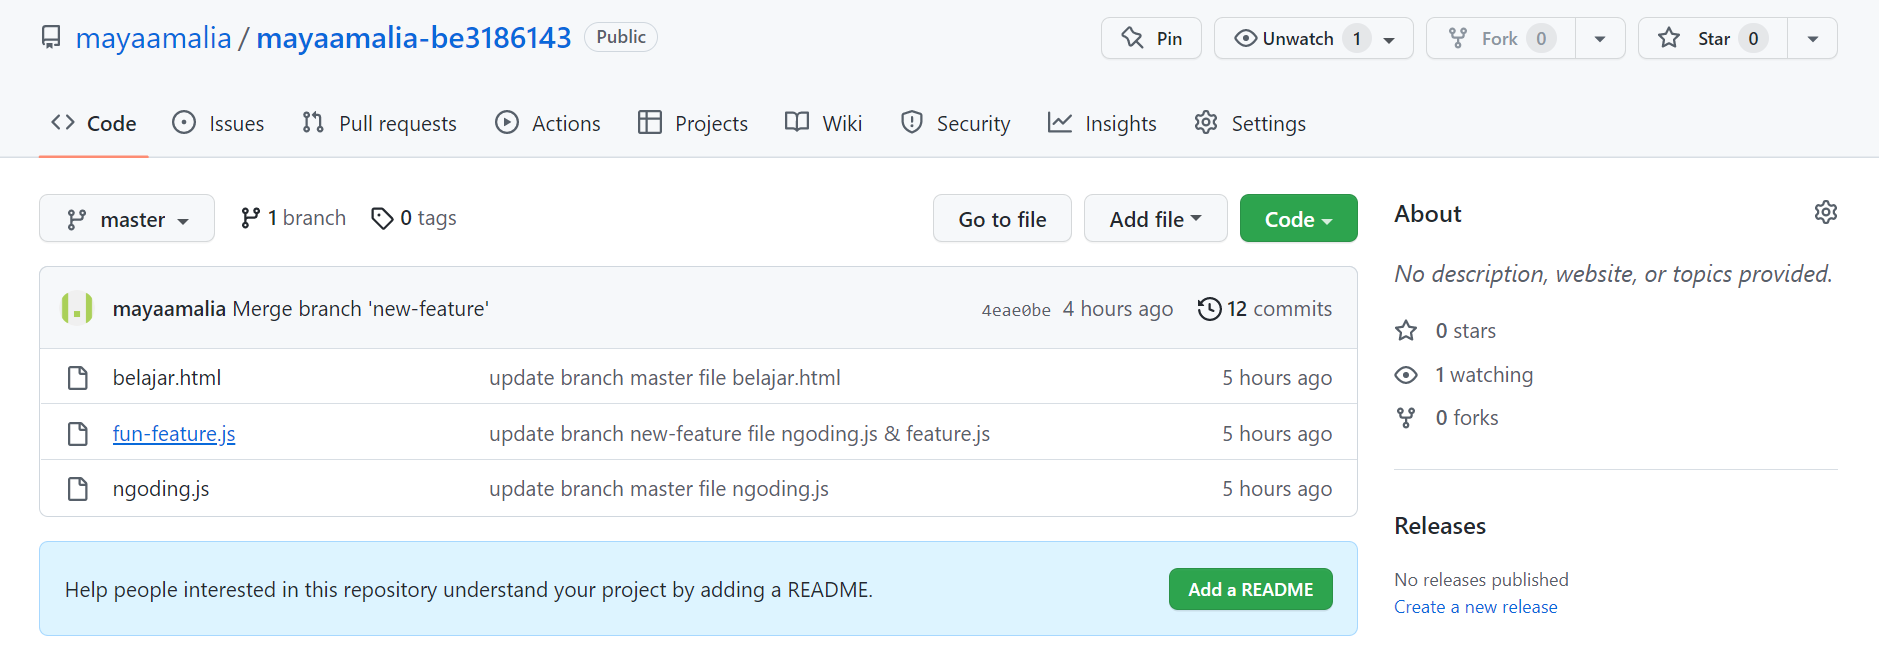 mayaamalia / mayaamalia-be3186143 Public
Pin
Unwatch 1
Fork 0
Star 0
Code
Issues
Pull requests
Actions
Projects
Wiki
Security
Insights
Settings
master
1 branch
0 tags
Go to file
Add file
Code
mayaamalia Merge branch 'new-feature' 4eae0be 4 hours ago 12 commits
belajar.html update branch master file belajar.html 5 hours ago
fun-feature.js update branch new-feature file ngoding.js & feature.js 5 hours ago
ngoding.js update branch master file ngoding.js 5 hours ago
Help people interested in this repository understand your project by adding a README.
Add a README
About
No description, website, or topics provided.
0 stars
1 watching
0 forks
Releases
No releases published
Create a new release